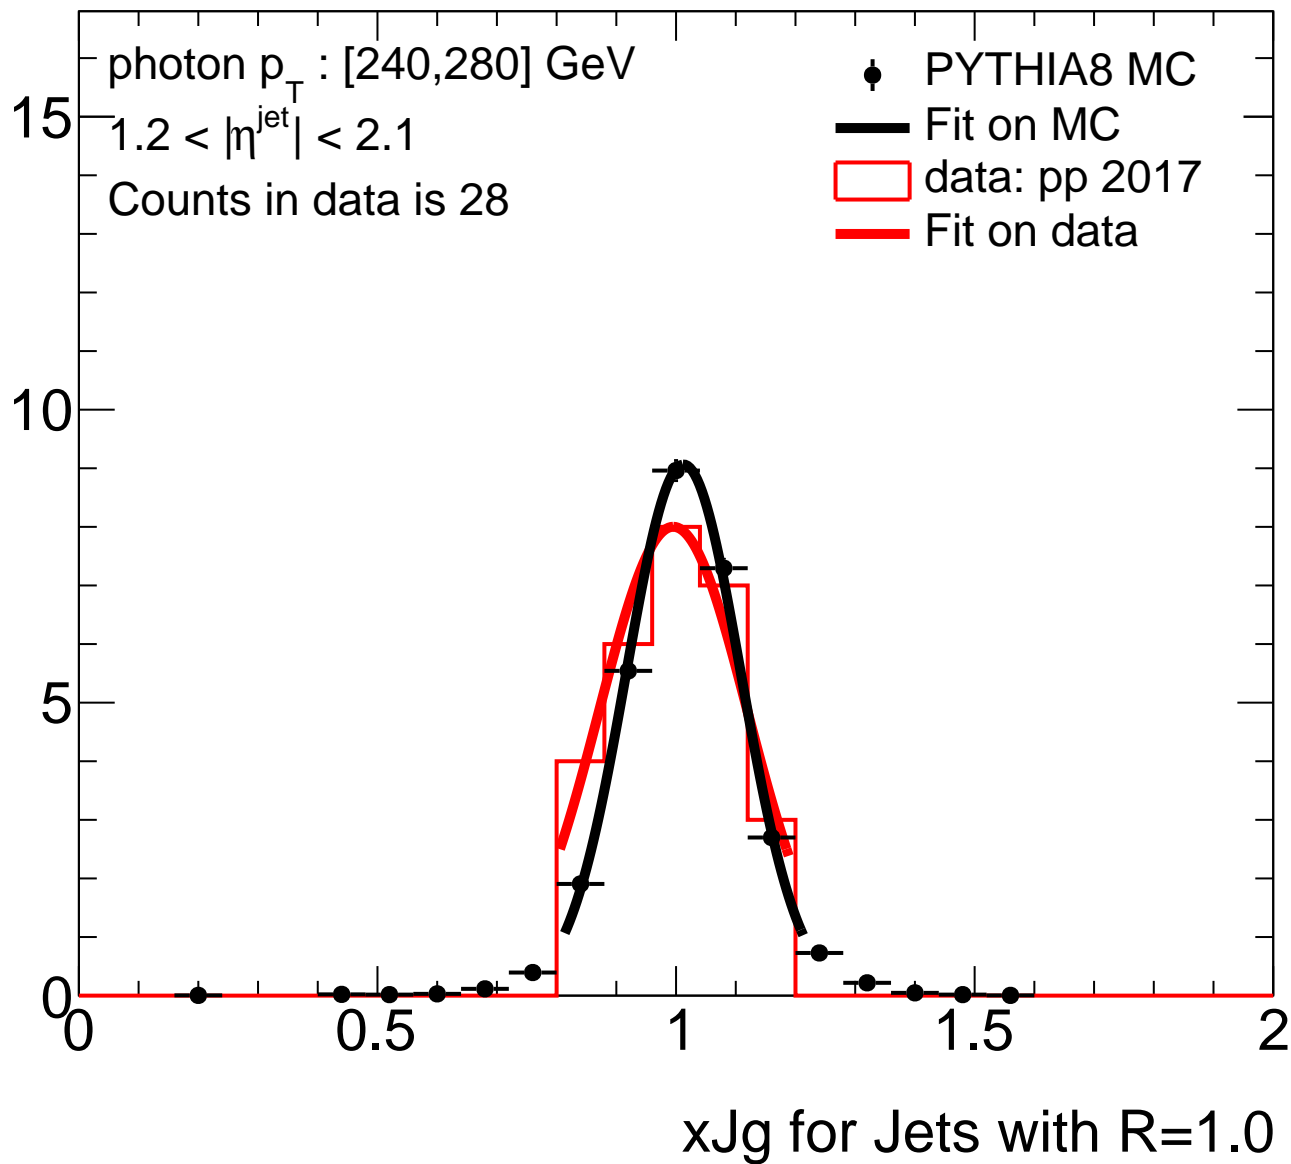 photon p_T : [240,280] GeV
1.2 < |η^jet| < 2.1
Counts in data is 28
PYTHIA8 MC
Fit on MC
data: pp 2017
Fit on data
15
10
5
0
0 0.5 1 1.5 2
xJg for Jets with R=1.0